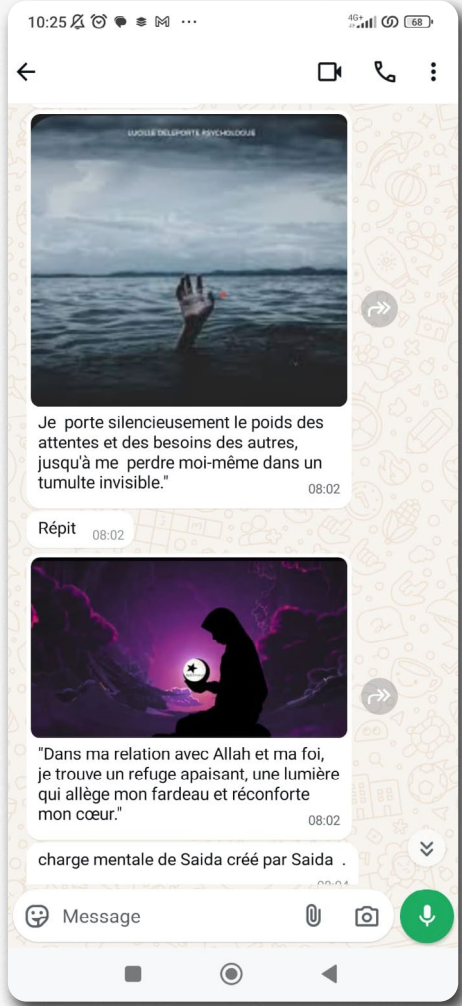 10:25
4G+
68
LUCILLE DELEPORTE PSYCHOLOGUE
Je  porte silencieusement le poids des
attentes et des besoins des autres,
jusqu'à me  perdre moi-même dans un
tumulte invisible."
08:02
Répit
08:02
"Dans ma relation avec Allah et ma foi,
je trouve un refuge apaisant, une lumière
qui allège mon fardeau et réconforte
mon cœur."
08:02
charge mentale de Saida créé par Saida  .
Message